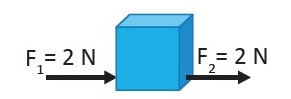 F₁= 2 N
F₂= 2 N